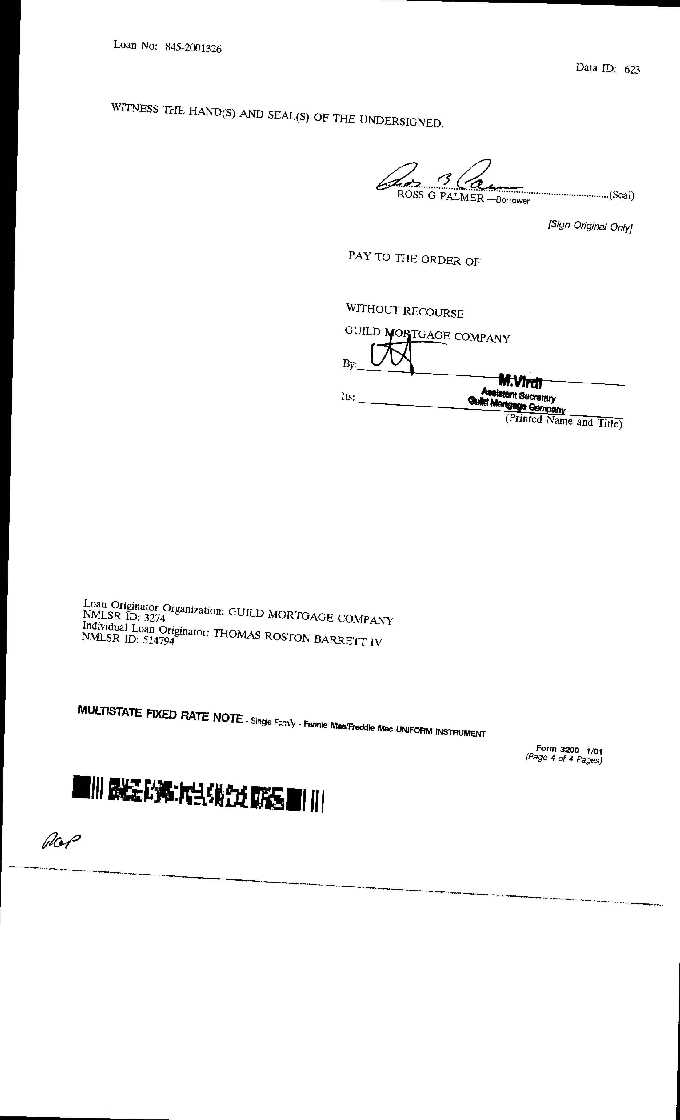 Loan No: 845-2001326
Data ID: 623
WITNESS THE HAND(S) AND SEAL(S) OF THE UNDERSIGNED.
(Seal)
ROSS G PALMER —Borrower
[Sign Original Only]
PAY TO THE ORDER OF
WITHOUT RECOURSE
GUILD MORTGAGE COMPANY
By:
M.Virdi
Assistant Secretary
Its:
Guild Mortgage Company
(Printed Name and Title)
Loan Originator Organization: GUILD MORTGAGE COMPANY
NMLSR ID: 3274
Individual Loan Originator: THOMAS ROSTON BARRETT IV
NMLSR ID: 514794
MULTISTATE FIXED RATE NOTE - Single Family - Fannie Mae/Freddie Mac UNIFORM INSTRUMENT
Form 3200 1/01
(Page 4 of 4 Pages)
RGP